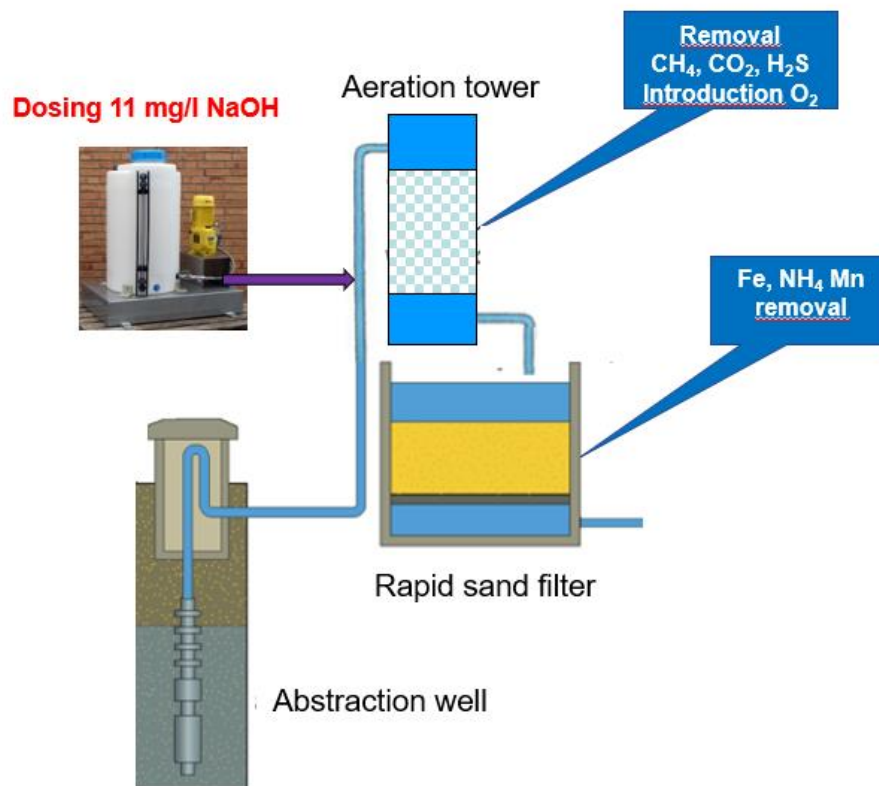 Removal
CH₄, CO₂, H₂S
Introduction O₂
Aeration tower
Dosing 11 mg/l NaOH
Fe, NH₄ Mn
removal
Rapid sand filter
Abstraction well